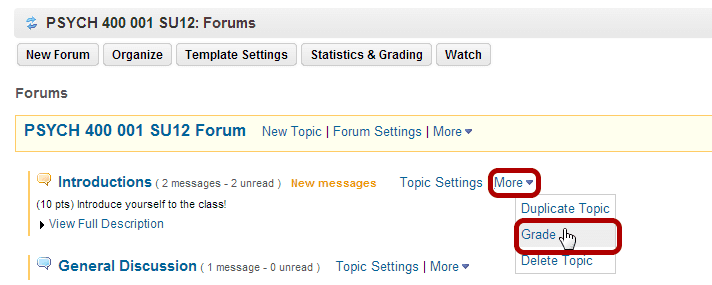 PSYCH 400 001 SU12: Forums
New Forum Organize Template Settings Statistics & Grading Watch
Forums
PSYCH 400 001 SU12 Forum New Topic | Forum Settings | More
Introductions ( 2 messages - 2 unread ) New messages Topic Settings More
(10 pts) Introduce yourself to the class!
View Full Description
Duplicate Topic
Grade
Delete Topic
General Discussion ( 1 message - 0 unread ) Topic Settings | More